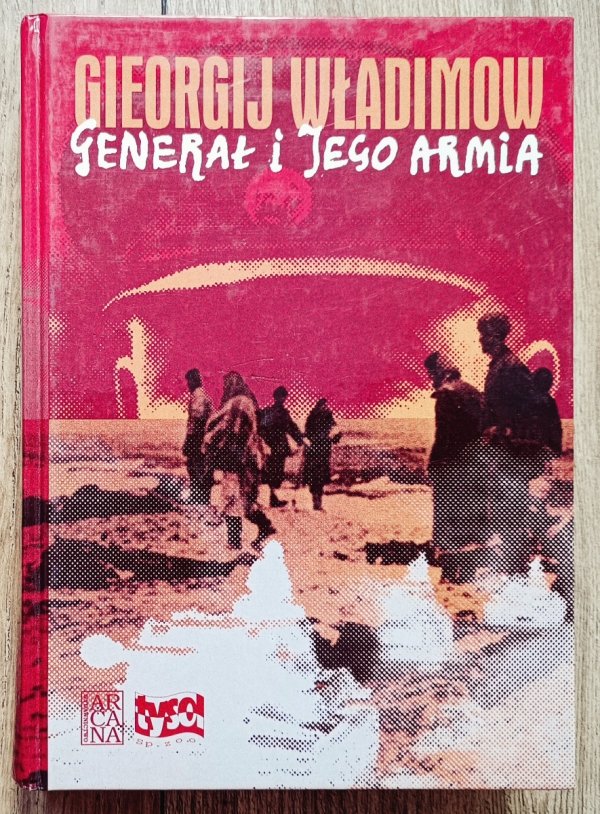 GIEORGIJ WŁADIMOW
GENERAŁ i JEGO ARMIA
ARCANA
tysol
sp. z o.o.